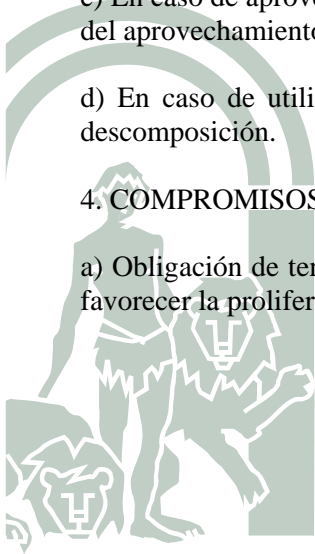 c) En caso de
del aprovechamiento
d) En caso de
descomposición.
4. COMPROMISOS
a) Obligación de
favorecer la